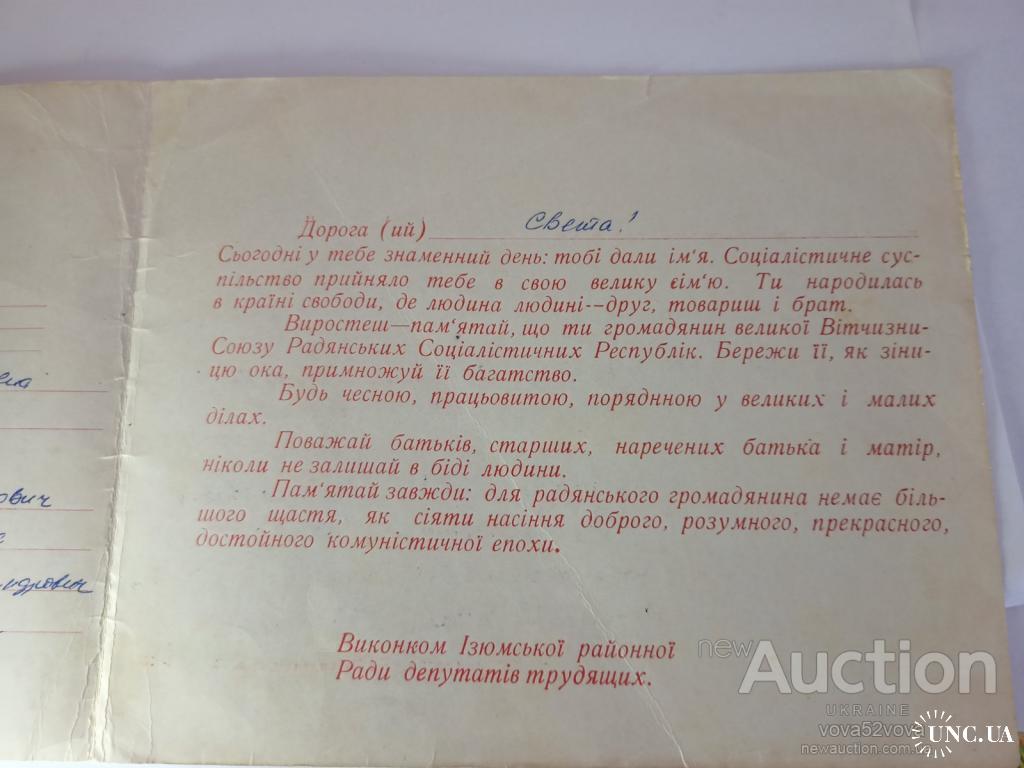 Дорога (ий) Света!
Сьогодні у тебе знаменний день: тобі дали ім'я. Соціалістичне сус-
пільство прийняло тебе в свою велику сім'ю. Ти народилась
в країні свободи, де людина людині--друг, товариш і брат.
Виростеш—пам'ятай, що ти громадянин великої Вітчизни-
Союзу Радянських Соціалістичних Республік. Бережи її, як зіни-
цю ока, примножуй її багатство.
Будь чесною, працьовитою, поряднною у великих і малих
ділах.
Поважай батьків, старших, наречених батька і матір,
ніколи не залишай в біді людини.
Пам'ятай завжди: для радянського громадянина немає біль-
шого щастя, як сіяти насіння доброго, розумного, прекрасного,
достойного комуністичної епохи.
Виконком Ізюмської районної
Ради депутатів трудящих.
new Auction
UKRAINE
vova52vova
newauction.com.ua
UNC.UA